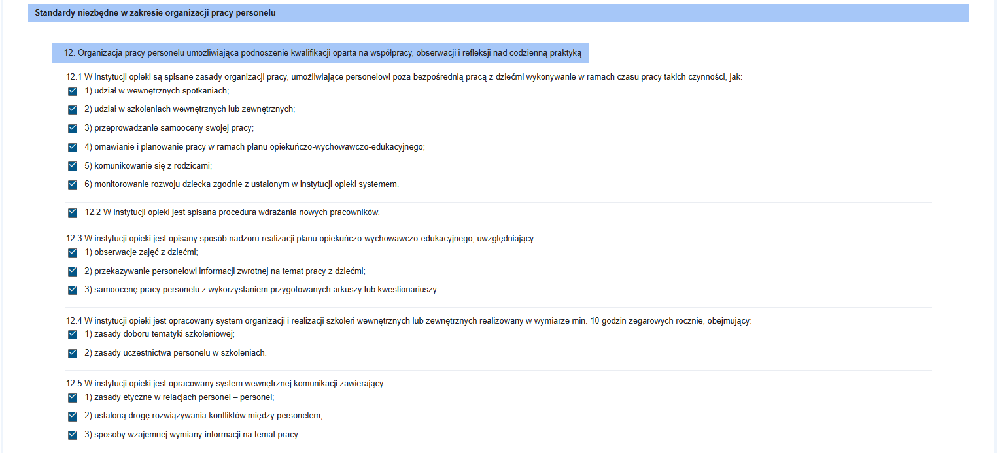 Standardy niezbędne w zakresie organizacji pracy personelu
12. Organizacja pracy personelu umożliwiająca podnoszenie kwalifikacji oparta na współpracy, obserwacji i refleksji nad codzienną praktyką
12.1 W instytucji opieki są spisane zasady organizacji pracy, umożliwiające personelowi poza bezpośrednią pracą z dziećmi wykonywanie w ramach czasu pracy takich czynności, jak:
1) udział w wewnętrznych spotkaniach;
2) udział w szkoleniach wewnętrznych lub zewnętrznych;
3) przeprowadzanie samooceny swojej pracy;
4) omawianie i planowanie pracy w ramach planu opiekuńczo-wychowawczo-edukacyjnego;
5) komunikowanie się z rodzicami;
6) monitorowanie rozwoju dziecka zgodnie z ustalonym w instytucji opieki systemem.
12.2 W instytucji opieki jest spisana procedura wdrażania nowych pracowników.
12.3 W instytucji opieki jest opisany sposób nadzoru realizacji planu opiekuńczo-wychowawczo-edukacyjnego, uwzględniający:
1) obserwacje zajęć z dziećmi;
2) przekazywanie personelowi informacji zwrotnej na temat pracy z dziećmi;
3) samoocenę pracy personelu z wykorzystaniem przygotowanych arkuszy lub kwestionariuszy.
12.4 W instytucji opieki jest opracowany system organizacji i realizacji szkoleń wewnętrznych lub zewnętrznych realizowany w wymiarze min. 10 godzin zegarowych rocznie, obejmujący:
1) zasady doboru tematyki szkoleniowej;
2) zasady uczestnictwa personelu w szkoleniach.
12.5 W instytucji opieki jest opracowany system wewnętrznej komunikacji zawierający:
1) zasady etyczne w relacjach personel – personel;
2) ustaloną drogę rozwiązywania konfliktów między personelem;
3) sposoby wzajemnej wymiany informacji na temat pracy.